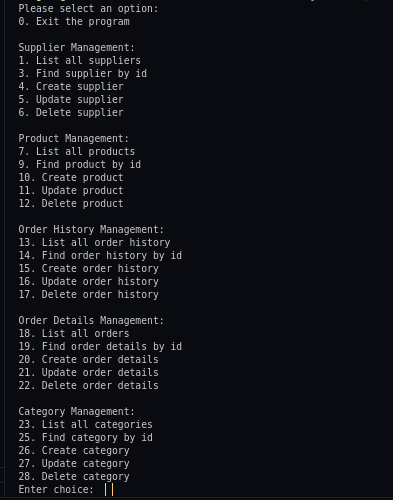 Please select an option:
0. Exit the program
Supplier Management:
1. List all suppliers
3. Find supplier by id
4. Create supplier
5. Update supplier
6. Delete supplier
Product Management:
7. List all products
9. Find product by id
10. Create product
11. Update product
12. Delete product
Order History Management:
13. List all order history
14. Find order history by id
15. Create order history
16. Update order history
17. Delete order history
Order Details Management:
18. List all orders
19. Find order details by id
20. Create order details
21. Update order details
22. Delete order details
Category Management:
23. List all categories
25. Find category by id
26. Create category
27. Update category
28. Delete category
Enter choice: